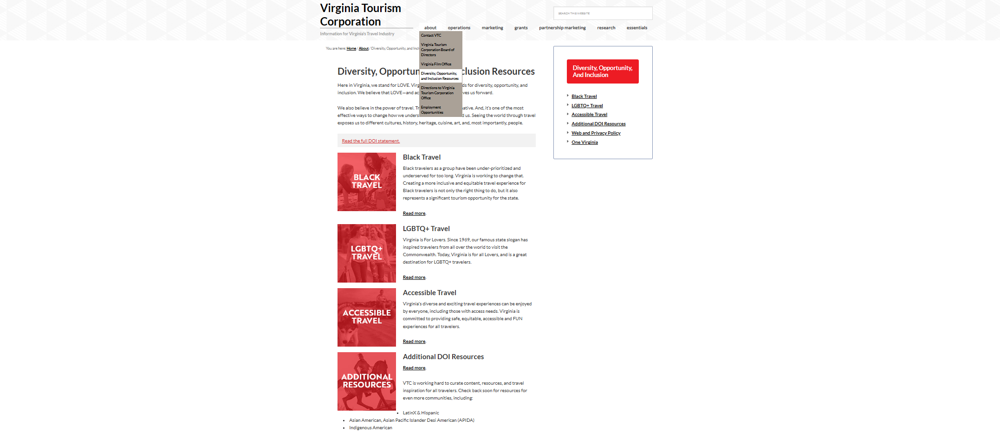 Virginia Tourism
Corporation
Information for Virginia's Travel Industry
SEARCH THIS WEBSITE
about operations marketing grants partnership marketing research essentials
Contact VTC
Virginia Tourism
Corporation Board of
Directors
Virginia Film Office
Diversity, Opportunity,
and Inclusion Resources
Directions to Virginia
Tourism Corporation
Office
Employment
Opportunities
You are here: Home / About / Diversity, Opportunity, and
Diversity, Resources
Here in Virginia, we stand for LOVE. for diversity, opportunity, and
inclusion. We believe that LOVE—and us forward.
We also believe in the power of travel. And, it's one of the most
effective ways to change how we us. Seeing the world through travel
exposes us to different cultures, history, heritage, cuisine, art, and, most importantly, people.
Read the full DOI statement.
BLACK
TRAVEL
Black Travel
Black travelers as a group have been under-prioritized and
underserved for too long. Virginia is working to change that.
Creating a more inclusive and equitable travel experience for
Black travelers is not only the right thing to do, but it also
represents a significant tourism opportunity for the state.
Read more.
LGBTQ+
TRAVEL
LGBTQ+ Travel
Virginia is For Lovers. Since 1969, our famous state slogan has
inspired travelers from all over the world to visit the
Commonwealth. Today, Virginia is for all Lovers, and is a great
destination for LGBTQ+ travelers.
Read more.
ACCESSIBLE
TRAVEL
Accessible Travel
Virginia's diverse and exciting travel experiences can be enjoyed
by everyone, including those with access needs. Virginia is
committed to providing safe, equitable, accessible and FUN
experiences for all travelers.
Read more.
ADDITIONAL
RESOURCES
Additional DOI Resources
Read more.
VTC is working hard to curate content, resources, and travel
inspiration for all travelers. Check back soon for resources for
even more communities, including:
• LatinX & Hispanic
• Asian American, Asian Pacific Islander Desi American (APIDA)
• Indigenous American
Diversity, Opportunity,
And Inclusion
Black Travel
LGBTQ+ Travel
Accessible Travel
Additional DOI Resources
Web and Privacy Policy
One Virginia